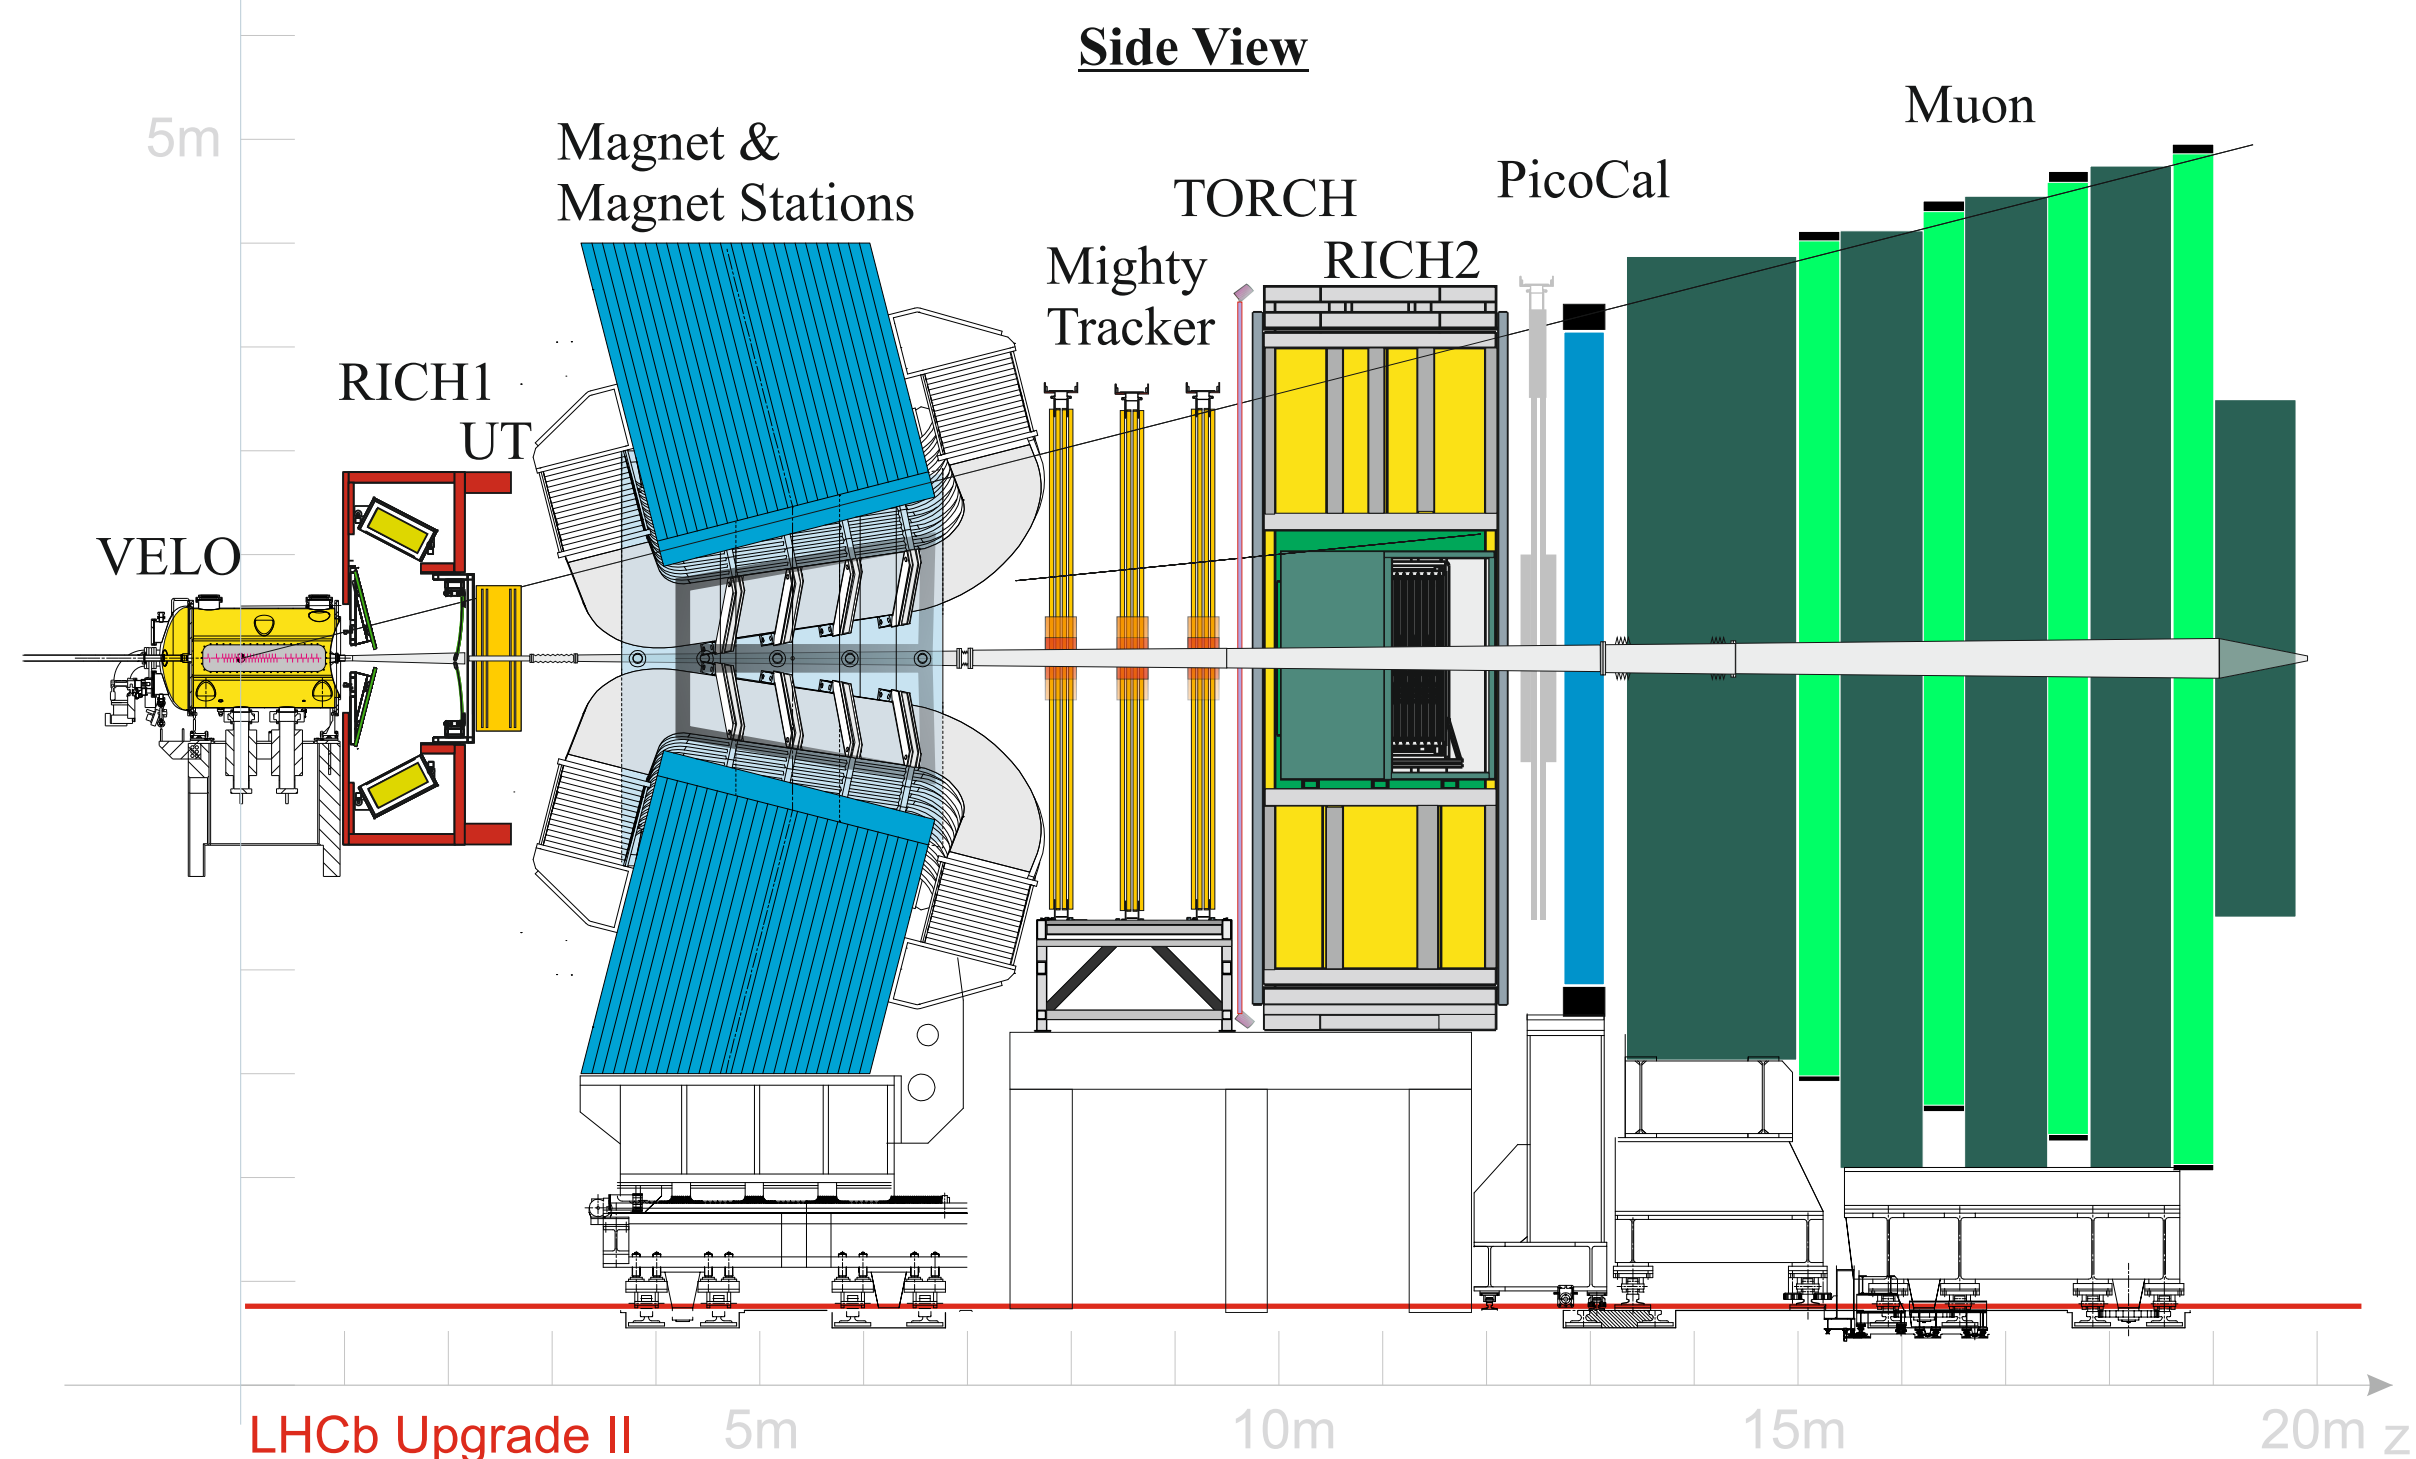 Side View
5m
Magnet &
Magnet Stations
Muon
PicoCal
TORCH
RICH2
Mighty
Tracker
RICH1
UT
VELO
LHCb Upgrade II
5m
10m
15m
20m
z